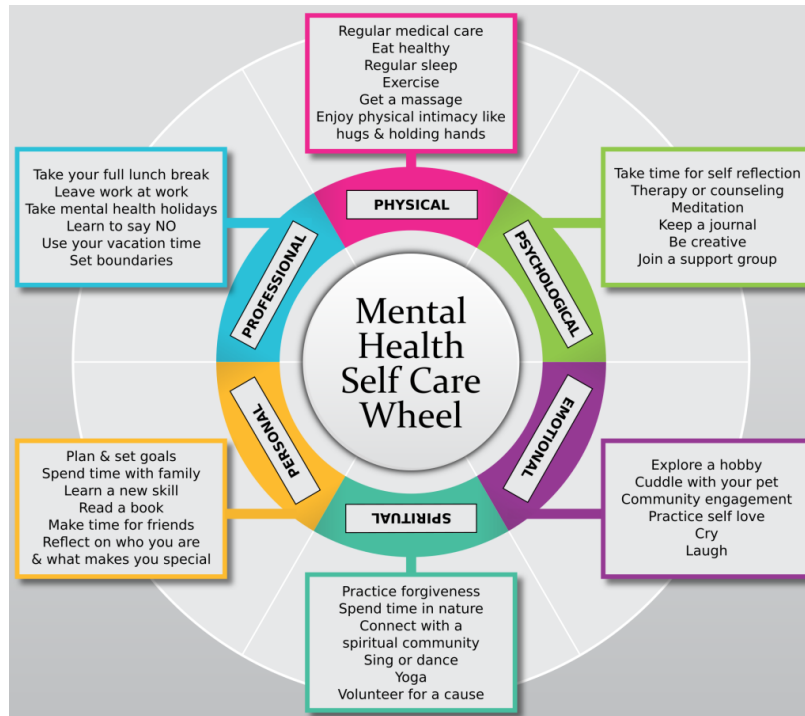 Regular medical care
Eat healthy
Regular sleep
Exercise
Get a massage
Enjoy physical intimacy like
hugs & holding hands
PHYSICAL
Take time for self reflection
Therapy or counseling
Meditation
Keep a journal
Be creative
Join a support group
PSYCHOLOGICAL
Explore a hobby
Cuddle with your pet
Community engagement
Practice self love
Cry
Laugh
EMOTIONAL
Practice forgiveness
Spend time in nature
Connect with a
spiritual community
Sing or dance
Yoga
Volunteer for a cause
SPIRITUAL
Plan & set goals
Spend time with family
Learn a new skill
Read a book
Make time for friends
Reflect on who you are
& what makes you special
PERSONAL
Take your full lunch break
Leave work at work
Take mental health holidays
Learn to say NO
Use your vacation time
Set boundaries
PROFESSIONAL
Mental
Health
Self Care
Wheel